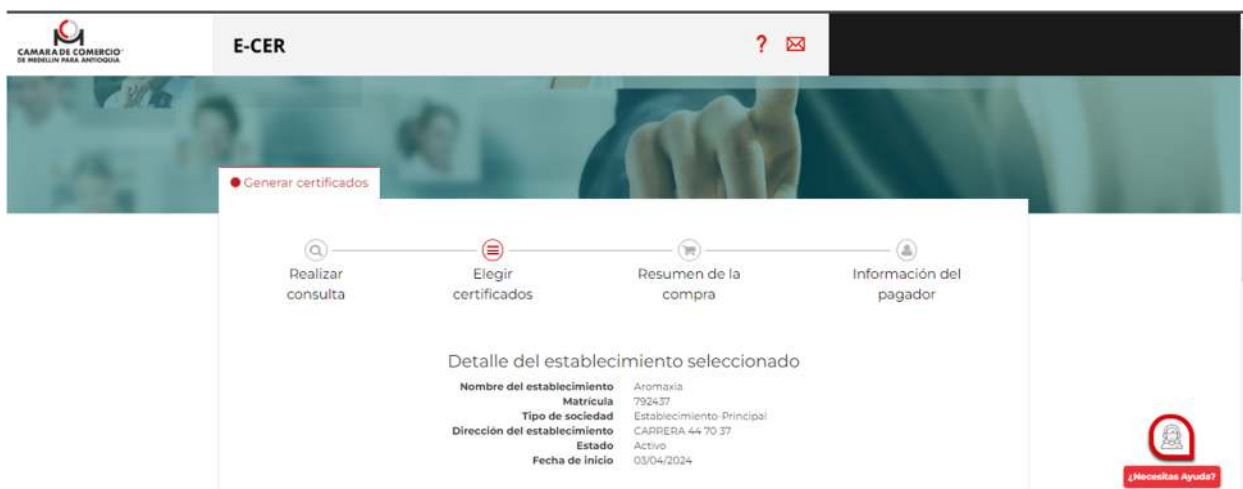 CAMARA DE COMERCIO
DE MEDELLIN PARA ANTIOQUIA
E-CER
?
Generar certificados
Realizar
consulta
Elegir
certificados
Resumen de la
compra
Información del
pagador
Detalle del establecimiento seleccionado
Nombre del establecimiento Aromaxia
Matrícula 792437
Tipo de sociedad Establecimiento-Principal
Dirección del establecimiento CARRERA 44 70 37
Estado Activo
Fecha de inicio 03/04/2024
¿Necesitas Ayuda?